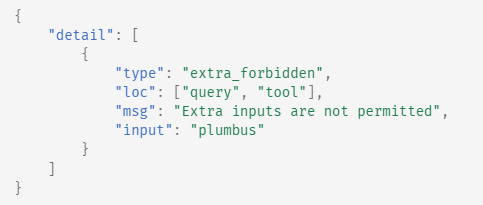 {
    "detail": [
        {
            "type": "extra_forbidden",
            "loc": ["query", "tool"],
            "msg": "Extra inputs are not permitted",
            "input": "plumbus"
        }
    ]
}